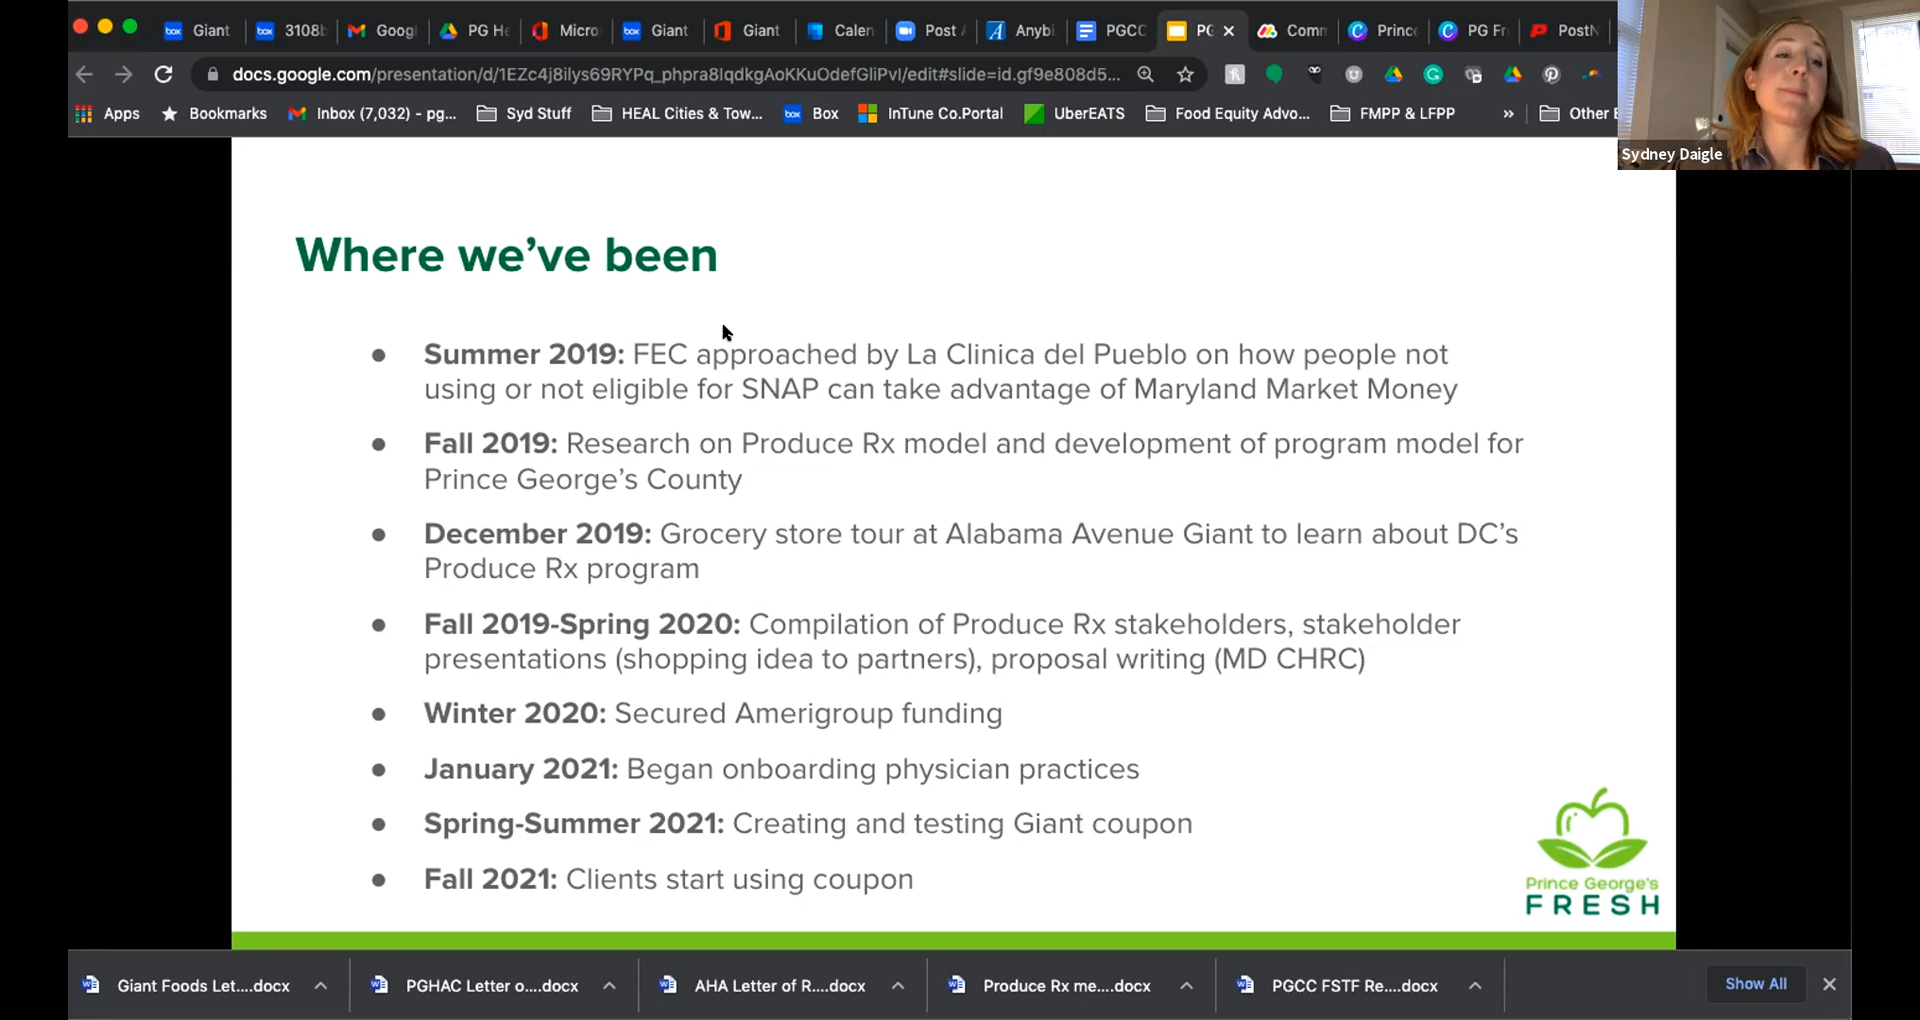 Giant
3108b
Googl
PG He
Micro
Giant
Giant
Calen
Post A
Anybi
PGCC
PG
Comm
Prince
PG Fr
PostN
docs.google.com/presentation/d/1EZc4j8ilys69RYPq_phpra8lqdkgAoKKuOdefGliPvI/edit#slide=id.gf9e808d5...
Apps
Bookmarks
Inbox (7,032) - pg...
Syd Stuff
HEAL Cities & Tow...
box
Box
InTune Co.Portal
UberEATS
Food Equity Advo...
FMPP & LFPP
»
Other
Sydney Daigle
Where we've been
● Summer 2019: FEC approached by La Clinica del Pueblo on how people not
using or not eligible for SNAP can take advantage of Maryland Market Money
● Fall 2019: Research on Produce Rx model and development of program model for
Prince George's County
● December 2019: Grocery store tour at Alabama Avenue Giant to learn about DC's
Produce Rx program
● Fall 2019-Spring 2020: Compilation of Produce Rx stakeholders, stakeholder
presentations (shopping idea to partners), proposal writing (MD CHRC)
● Winter 2020: Secured Amerigroup funding
● January 2021: Began onboarding physician practices
● Spring-Summer 2021: Creating and testing Giant coupon
● Fall 2021: Clients start using coupon
Prince George's
FRESH
Giant Foods Let....docx
PGHAC Letter o....docx
AHA Letter of R....docx
Produce Rx me....docx
PGCC FSTF Re....docx
Show All